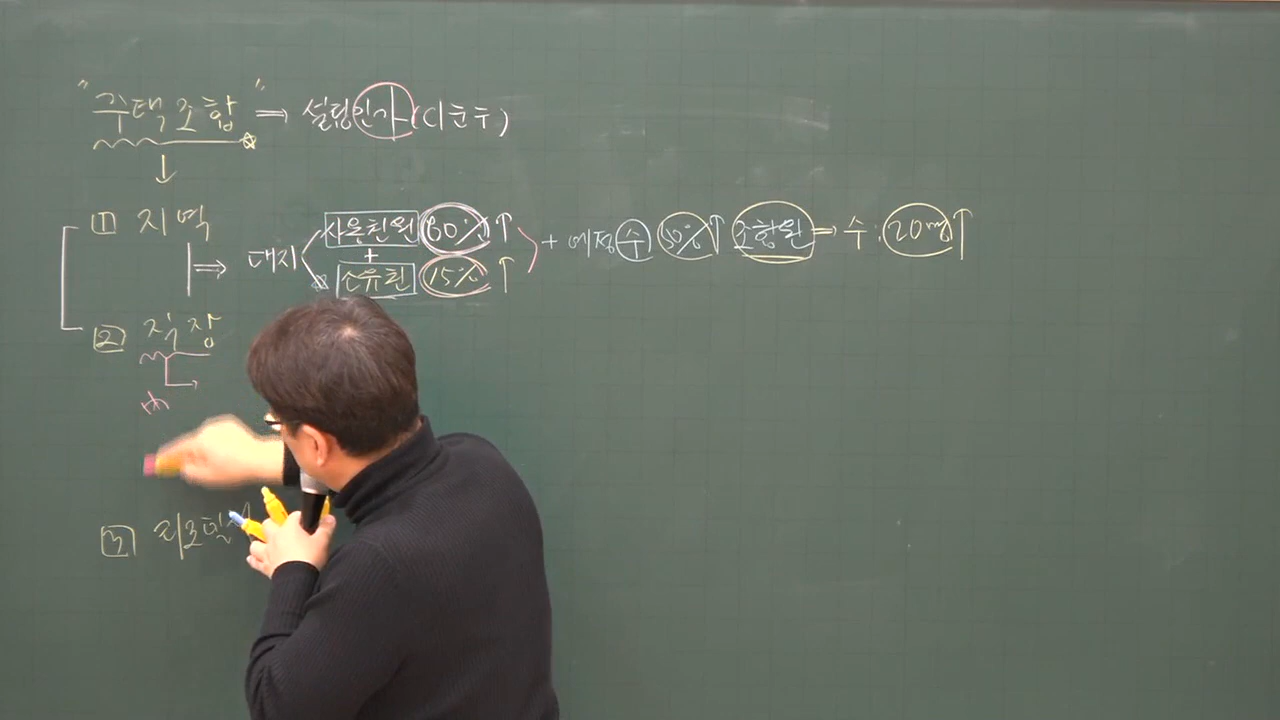 "주택조합" ⇒ 설립인가(시·군·구)
↓
1 지역
⇒ 대지 사용권원 80% ↑ + 소유권 15% ↑ + 예정수 50% ↑ 조합원 ⇒ 수 : 20명 ↑
2 직장
3 리모델